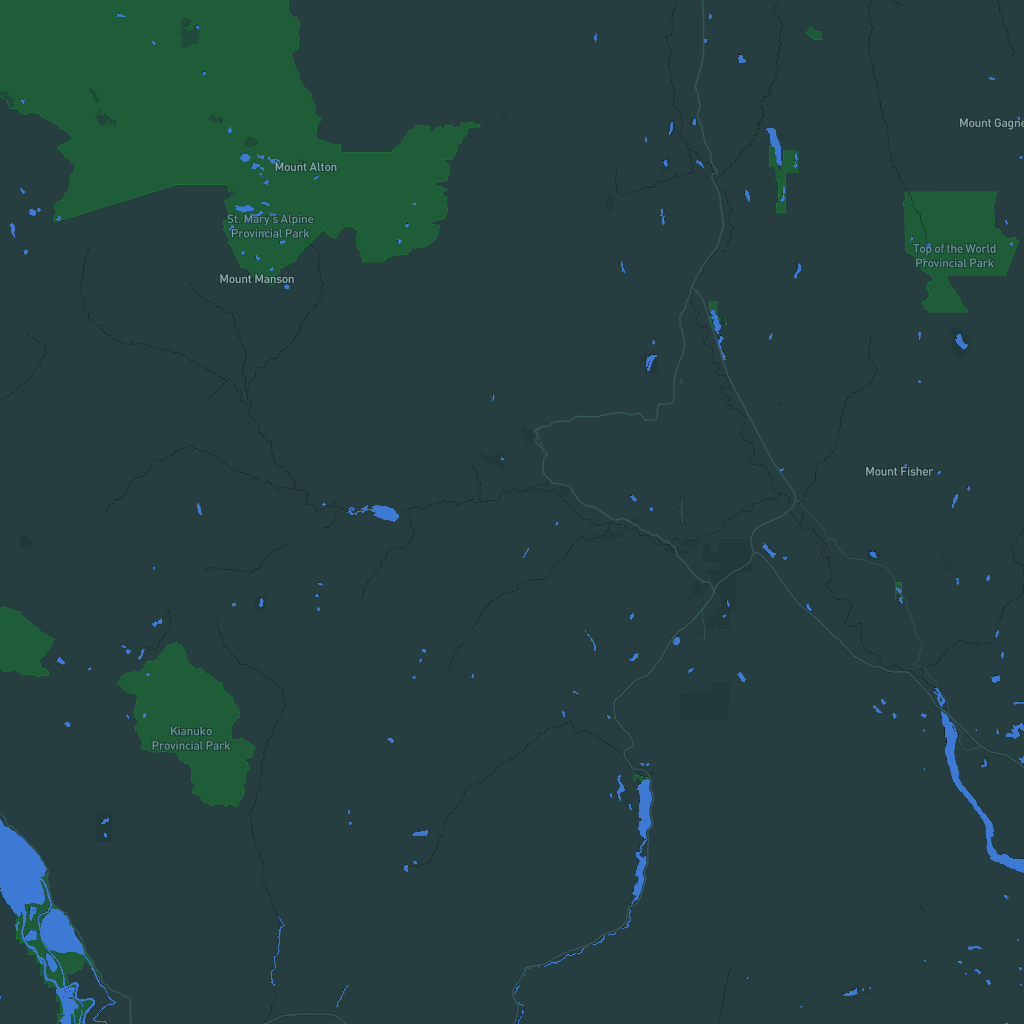 Mount Gagne
Mount Alton
St. Mary's Alpine
Provincial Park
Top of the World
Provincial Park
Mount Manson
Mount Fisher
Kianuko
Provincial Park